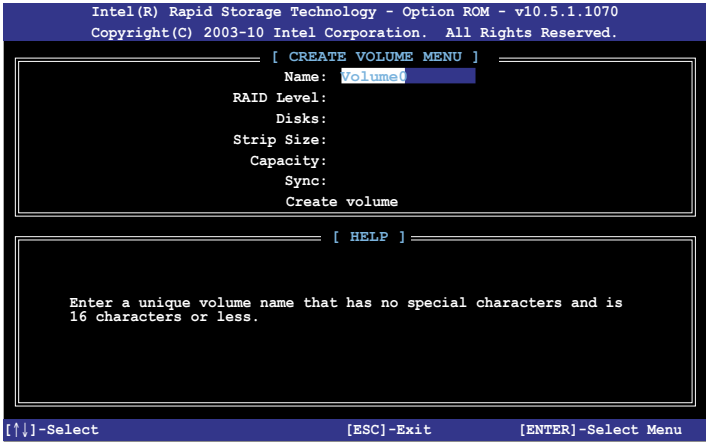 Intel(R) Rapid Storage Technology - Option ROM - v10.5.1.1070
Copyright(C) 2003-10 Intel Corporation. All Rights Reserved.
[ CREATE VOLUME MENU ]
Name: Volume0
RAID Level:
Disks:
Strip Size:
Capacity:
Sync:
Create volume
[ HELP ]
Enter a unique volume name that has no special characters and is
16 characters or less.
[↑↓]-Select [ESC]-Exit [ENTER]-Select Menu